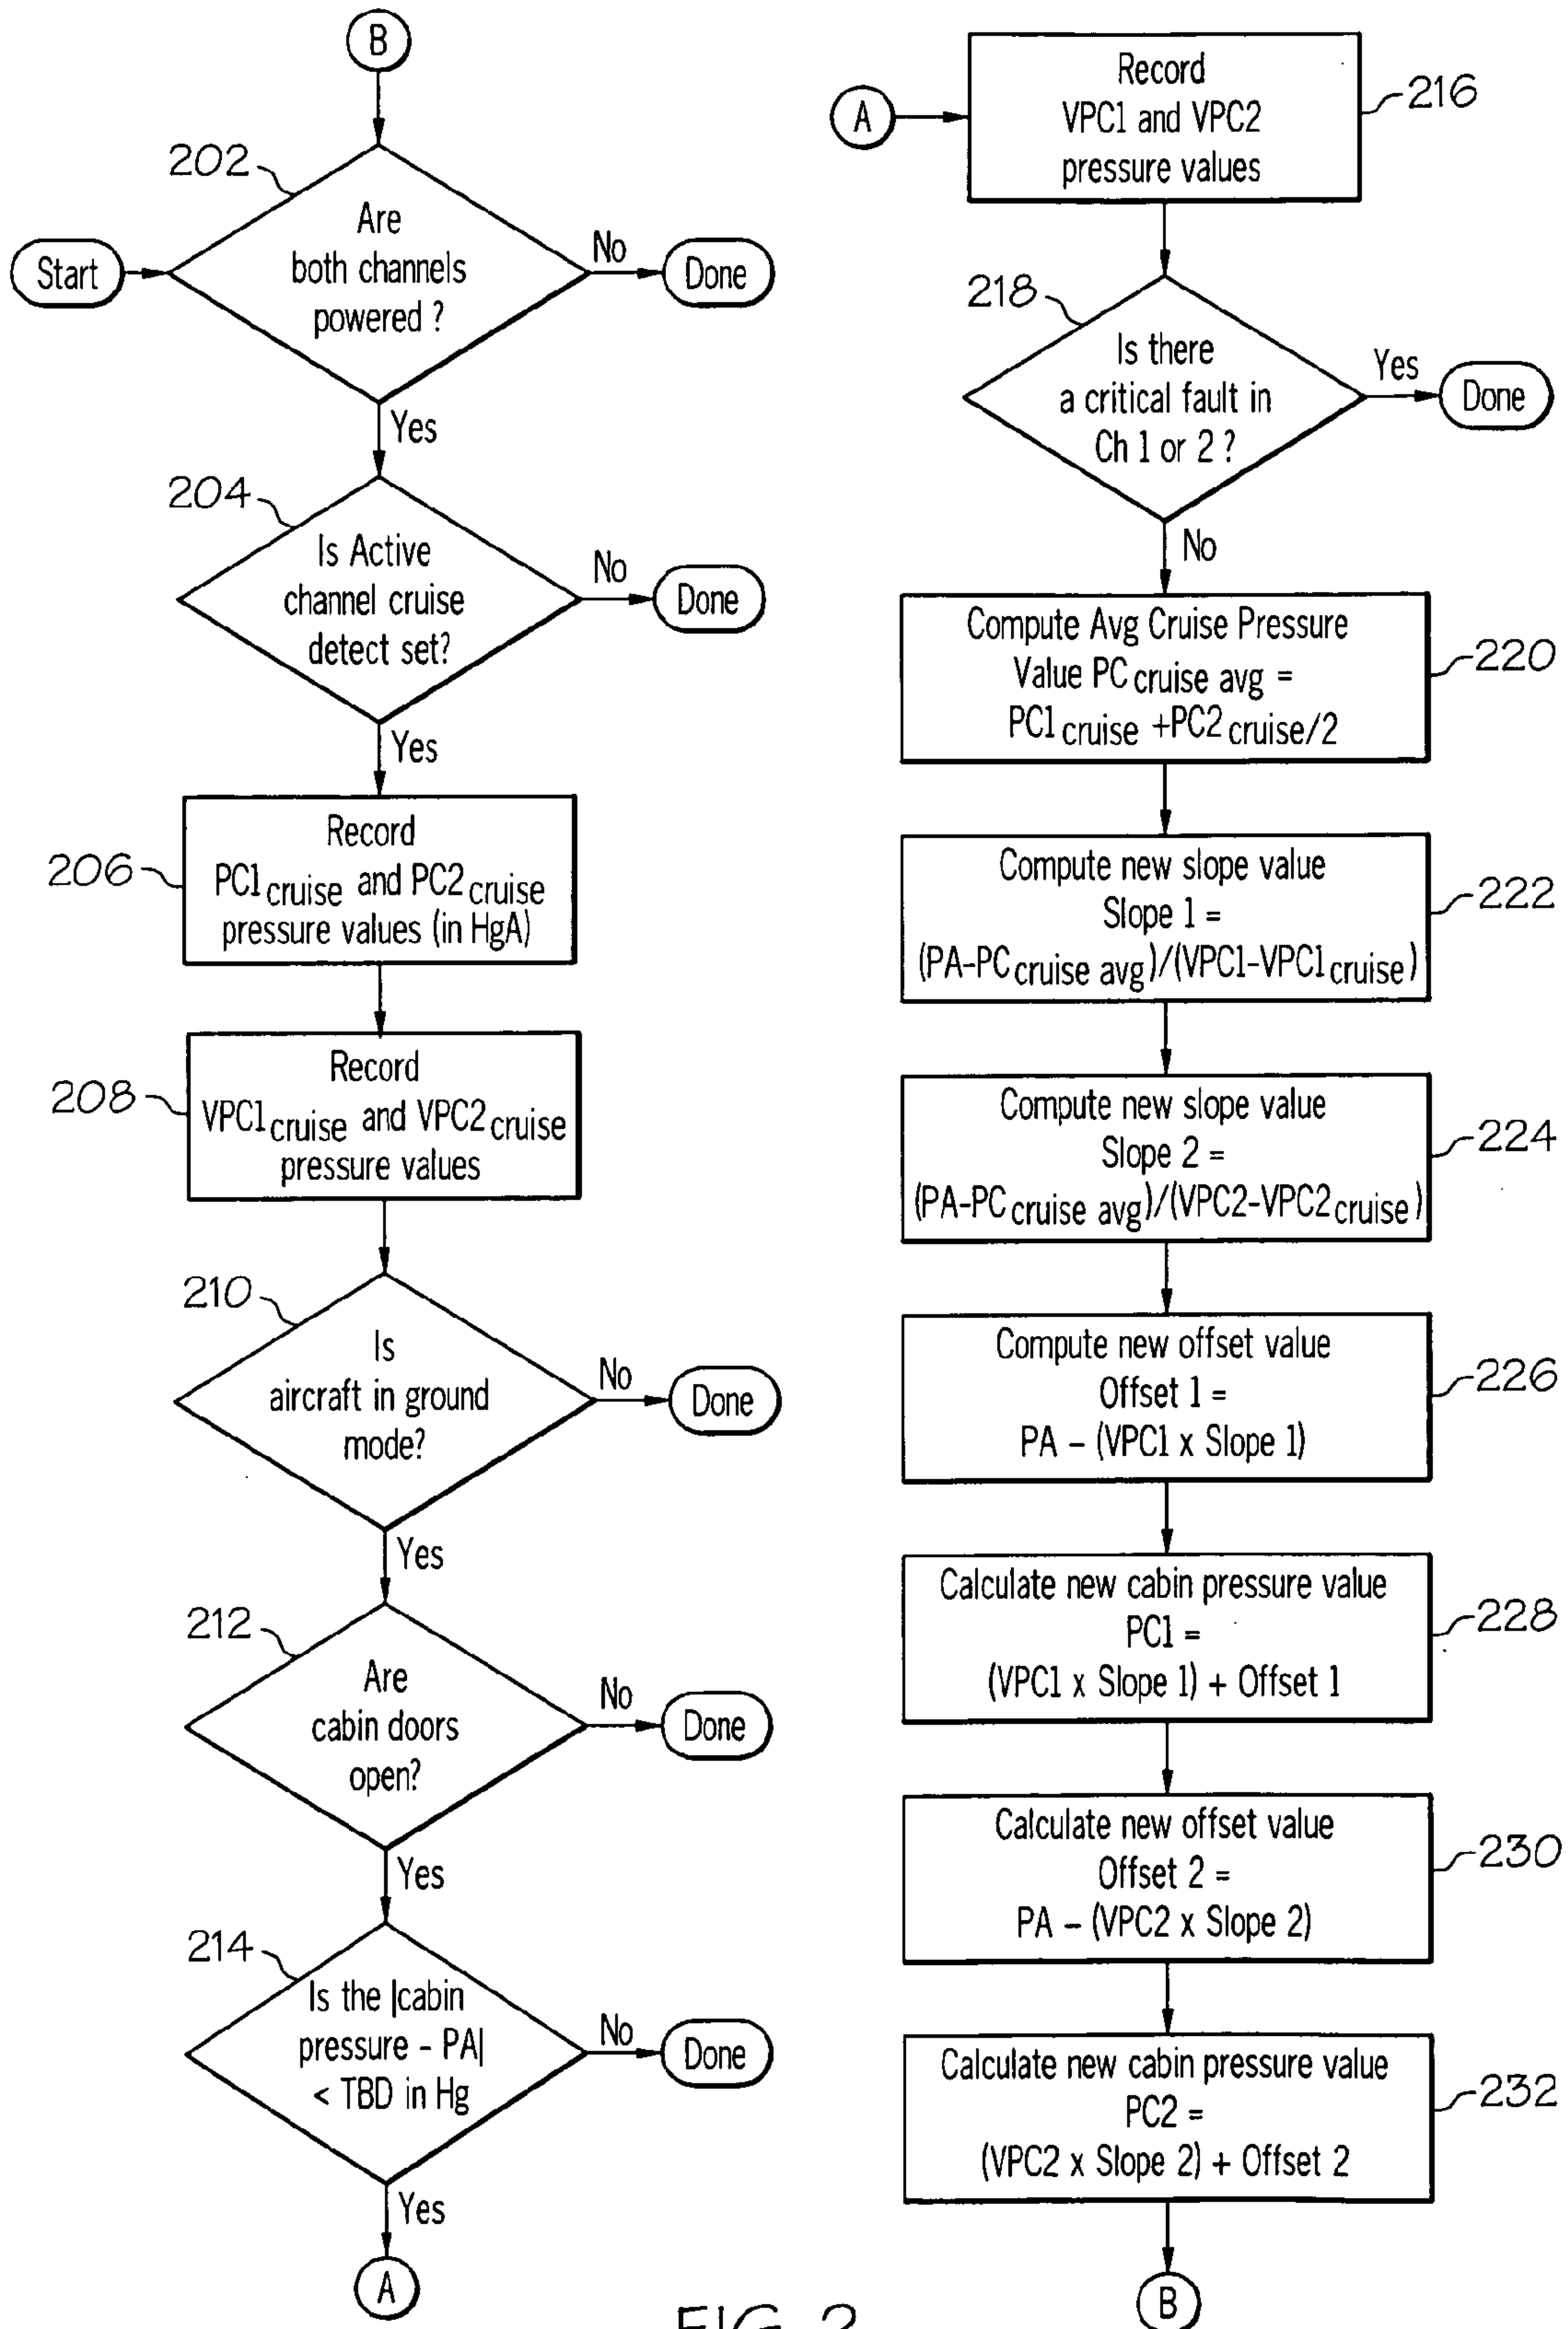 B
202
Are
both channels
powered ?
Start
No
Done
Yes
204
Is Active
channel cruise
detect set?
No
Done
Yes
206
Record
PC1 cruise and PC2 cruise
pressure values (in HgA)
208
Record
VPC1 cruise and VPC2 cruise
pressure values
210
Is
aircraft in ground
mode?
No
Done
Yes
212
Are
cabin doors
open?
No
Done
Yes
214
Is the |cabin
pressure - PA|
< TBD in Hg
No
Done
Yes
A
A
Record
VPC1 and VPC2
pressure values
216
218
Is there
a critical fault in
Ch 1 or 2 ?
Yes
Done
No
Compute Avg Cruise Pressure
Value PC cruise avg =
PC1 cruise +PC2 cruise/2
220
Compute new slope value
Slope 1 =
(PA-PC cruise avg)/(VPC1-VPC1 cruise)
222
Compute new slope value
Slope 2 =
(PA-PC cruise avg)/(VPC2-VPC2 cruise)
224
Compute new offset value
Offset 1 =
PA - (VPC1 x Slope 1)
226
Calculate new cabin pressure value
PC1 =
(VPC1 x Slope 1) + Offset 1
228
Calculate new offset value
Offset 2 =
PA - (VPC2 x Slope 2)
230
Calculate new cabin pressure value
PC2 =
(VPC2 x Slope 2) + Offset 2
232
B
FIG. 2